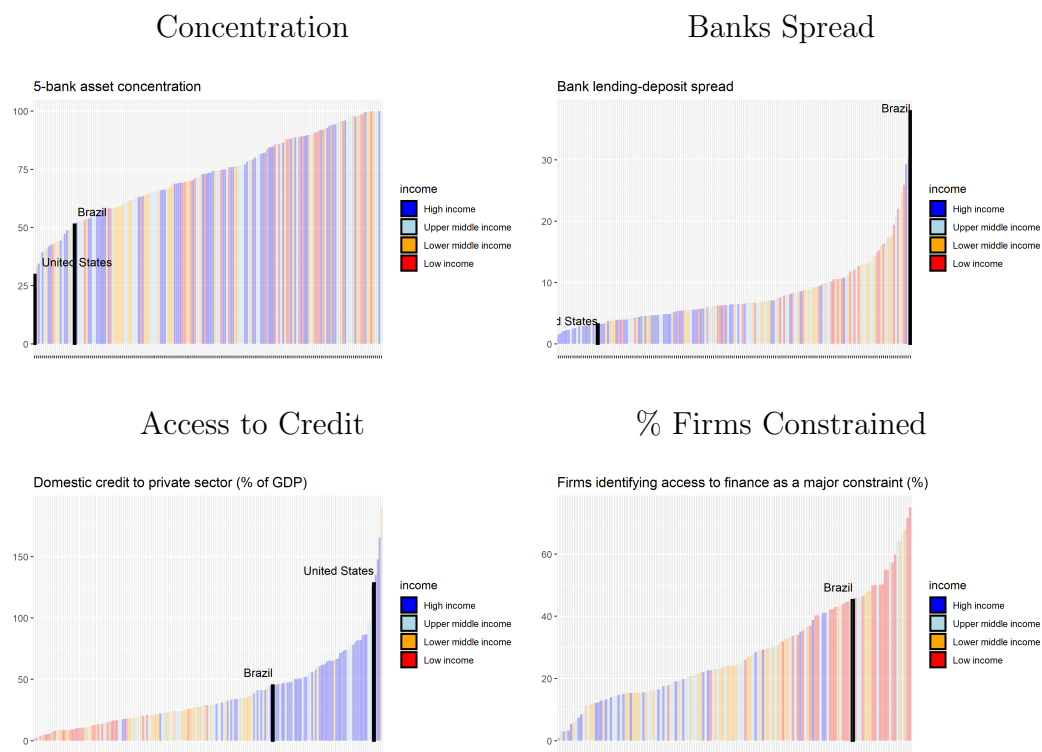 Concentration
Banks Spread
5-bank asset concentration
100
75
50
25
0
Brazil
United States
income
High income
Upper middle income
Lower middle income
Low income
Bank lending-deposit spread
30
20
10
0
Brazil
d States
income
High income
Upper middle income
Lower middle income
Low income
Access to Credit
% Firms Constrained
Domestic credit to private sector (% of GDP)
150
100
50
0
United States
Brazil
income
High income
Upper middle income
Lower middle income
Low income
Firms identifying access to finance as a major constraint (%)
60
40
20
0
Brazil
income
High income
Upper middle income
Lower middle income
Low income